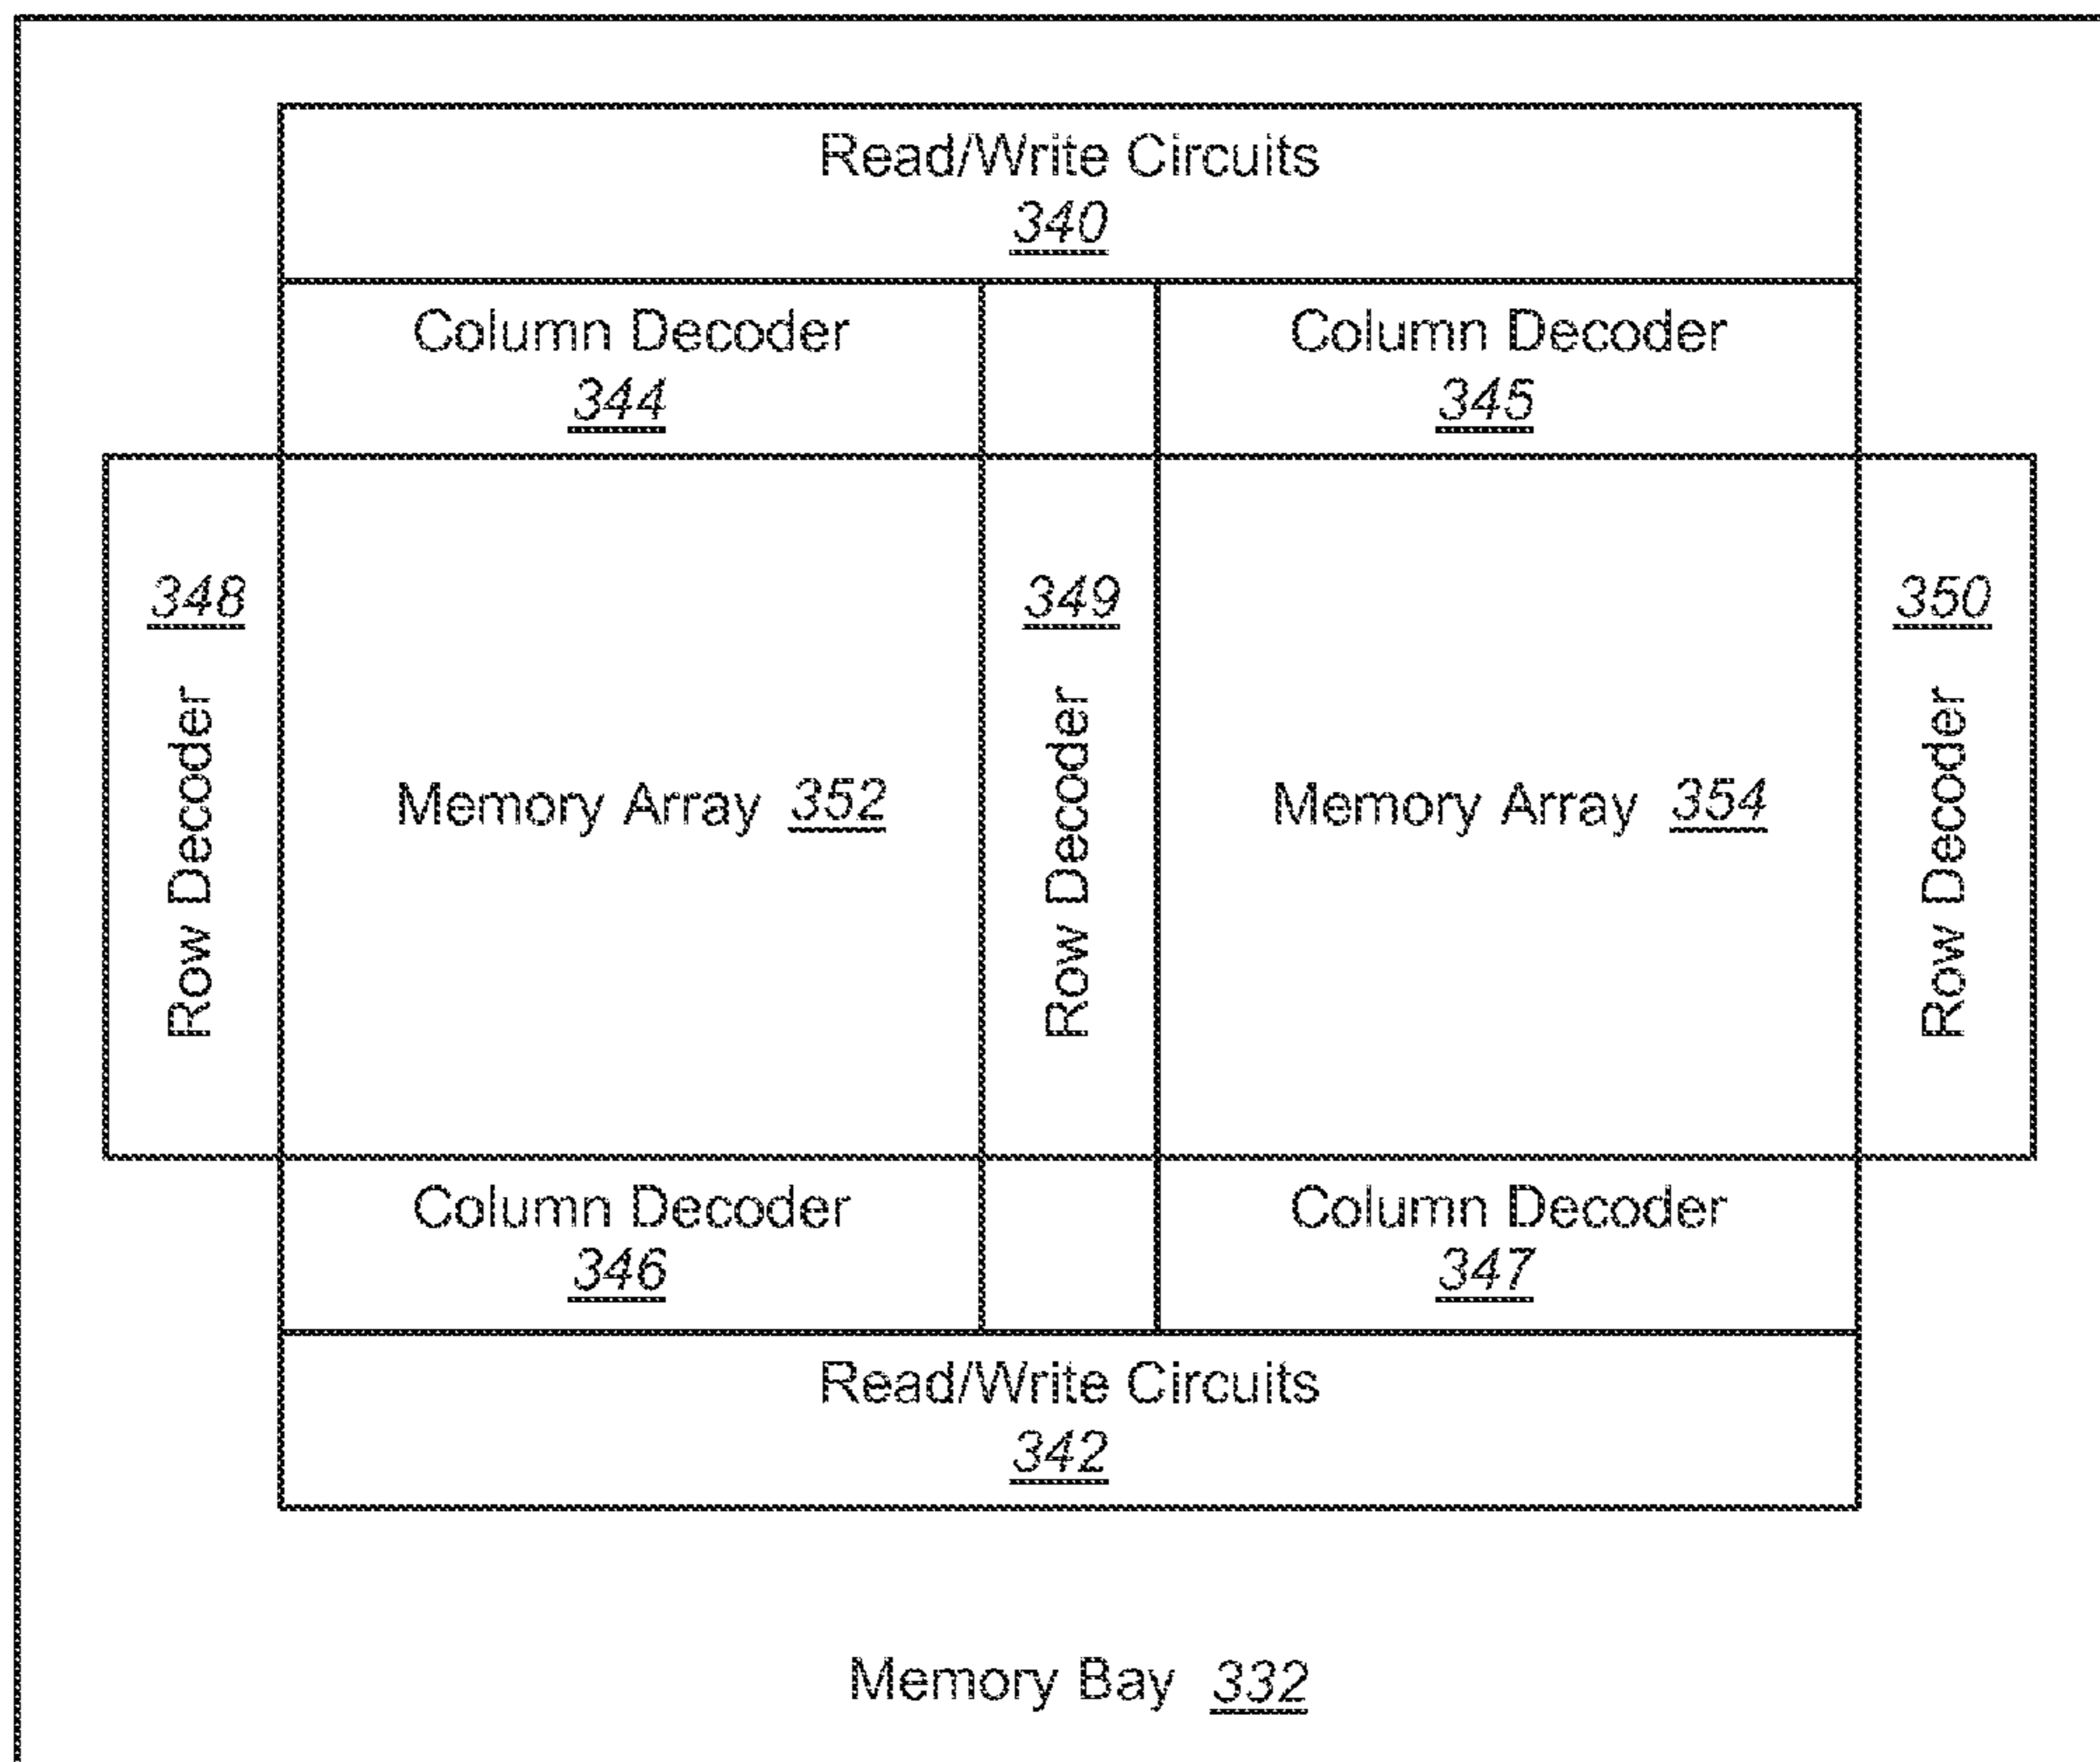 Read/Write Circuits
340
Column Decoder
344
Column Decoder
345
348
Row Decoder
Memory Array 352
349
Row Decoder
Memory Array 354
350
Row Decoder
Column Decoder
346
Column Decoder
347
Read/Write Circuits
342
Memory Bay 332